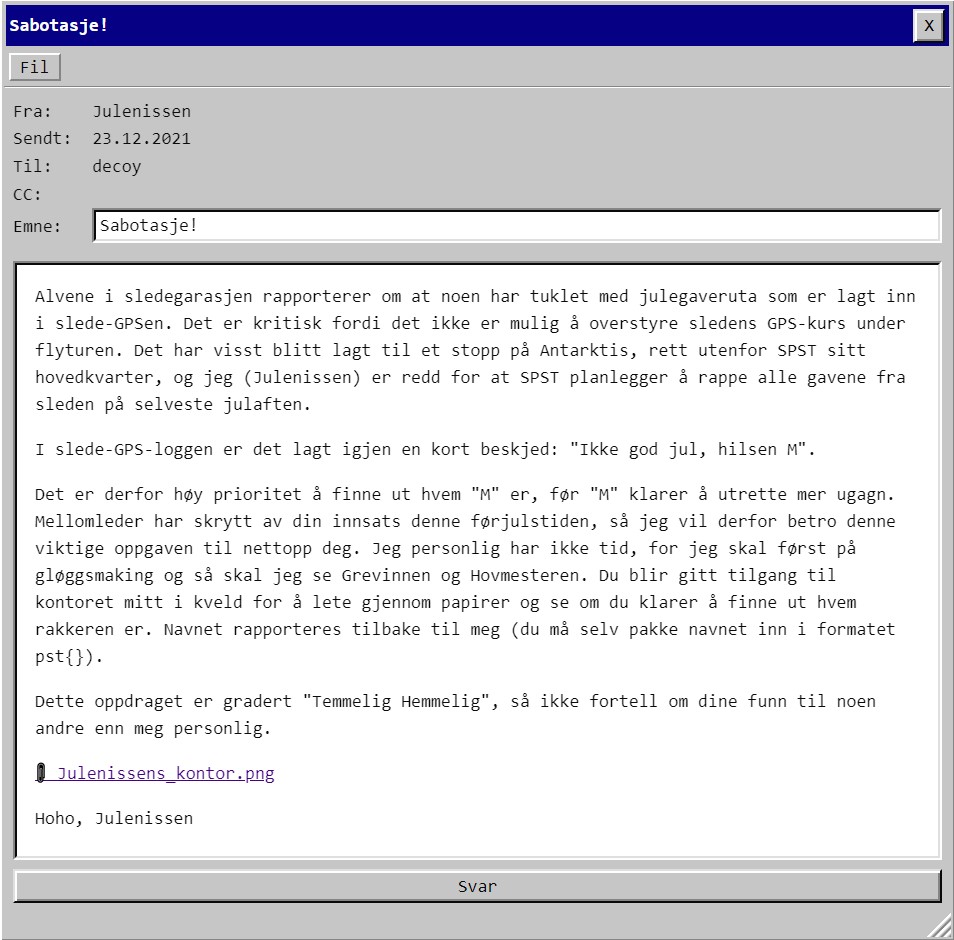 Sabotasje!
X
Fil
Fra: Julenissen
Sendt: 23.12.2021
Til: decoy
CC:
Emne: Sabotasje!
Alvene i sledegarasjen rapporterer om at noen har tuklet med julegaveruta som er lagt inn
i slede-GPSen. Det er kritisk fordi det ikke er mulig å overstyre sledens GPS-kurs under
flyturen. Det har visst blitt lagt til et stopp på Antarktis, rett utenfor SPST sitt
hovedkvarter, og jeg (Julenissen) er redd for at SPST planlegger å rappe alle gavene fra
sleden på selveste julaften.
I slede-GPS-loggen er det lagt igjen en kort beskjed: "Ikke god jul, hilsen M".
Det er derfor høy prioritet å finne ut hvem "M" er, før "M" klarer å utrette mer ugagn.
Mellomleder har skrytt av din innsats denne førjulstiden, så jeg vil derfor betro denne
viktige oppgaven til nettopp deg. Jeg personlig har ikke tid, for jeg skal først på
gløggsmaking og så skal jeg se Grevinnen og Hovmesteren. Du blir gitt tilgang til
kontoret mitt i kveld for å lete gjennom papirer og se om du klarer å finne ut hvem
rakkeren er. Navnet rapporteres tilbake til meg (du må selv pakke navnet inn i formatet
pst{}).
Dette oppdraget er gradert "Temmelig Hemmelig", så ikke fortell om dine funn til noen
andre enn meg personlig.
Julenissens_kontor.png
Hoho, Julenissen
Svar